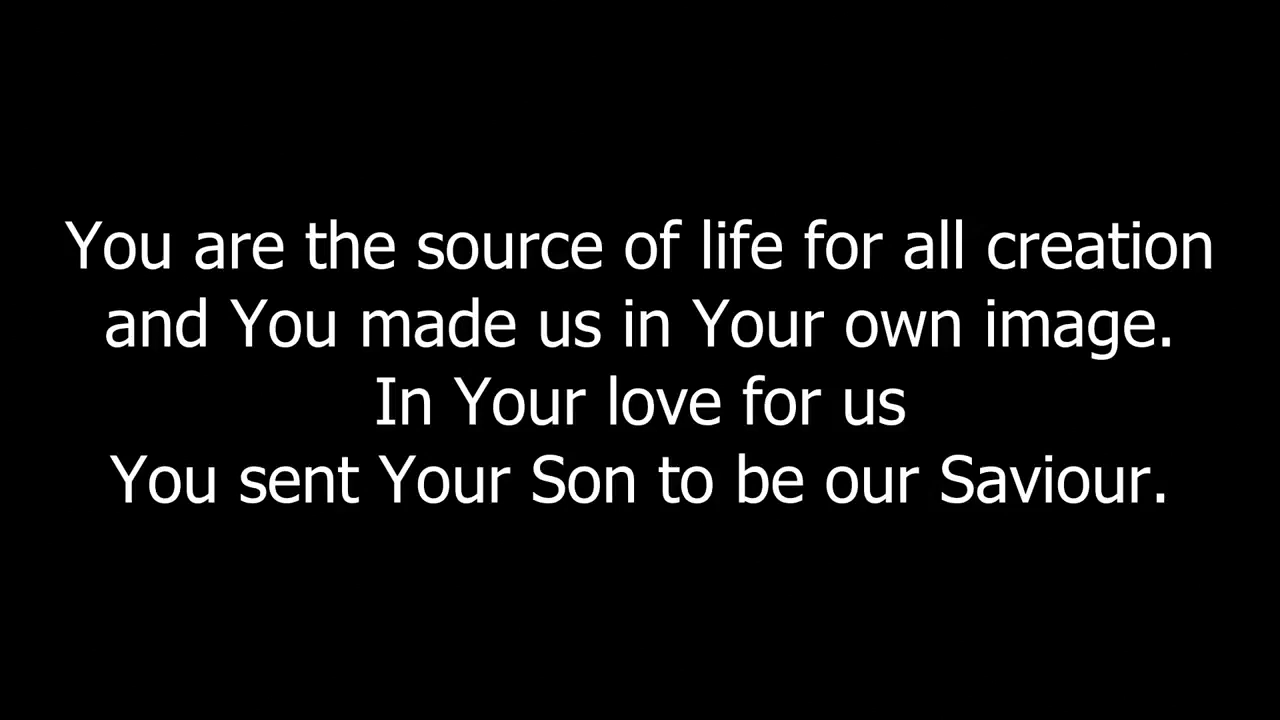 You are the source of life for all creation
and You made us in Your own image.
In Your love for us
You sent Your Son to be our Saviour.